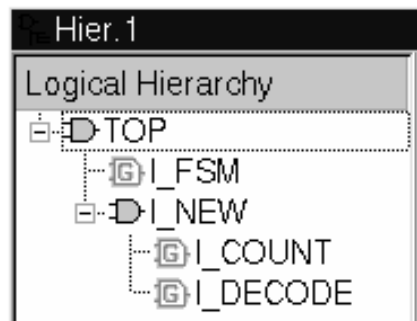 Hier.1
Logical Hierarchy
TOP
I_FSM
I_NEW
I_COUNT
I_DECODE